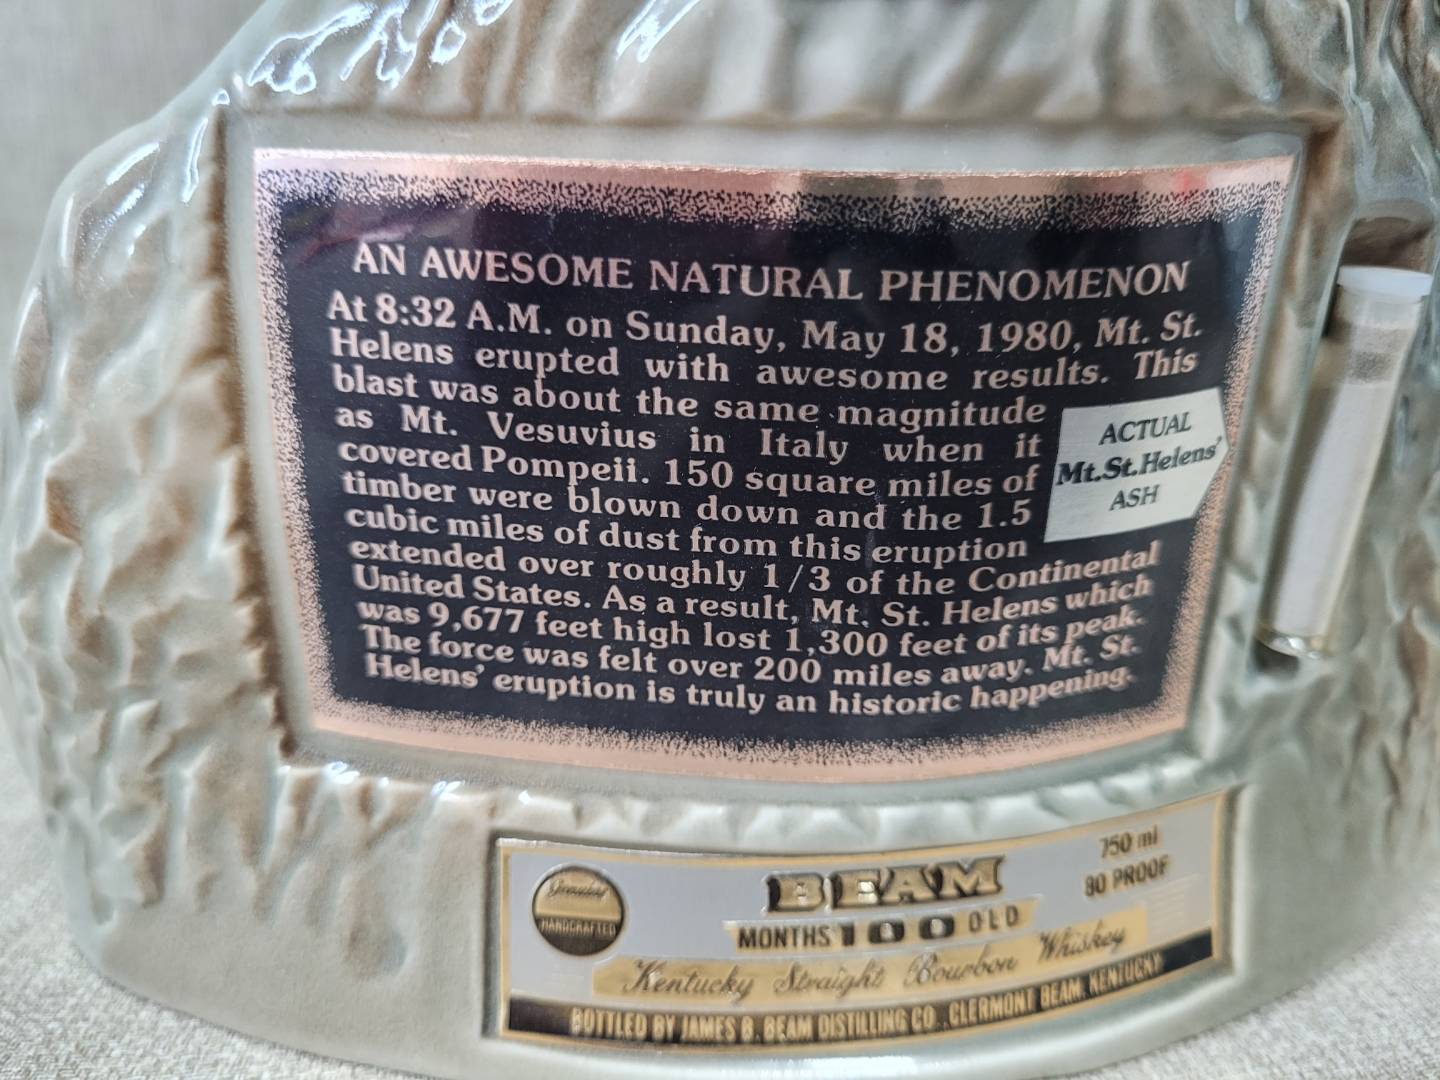 AN AWESOME NATURAL PHENOMENON
At 8:32 A.M. on Sunday, May 18, 1980, Mt. St.
Helens erupted with awesome results. This
blast was about the same magnitude
as Mt. Vesuvius in Italy when it
covered Pompeii. 150 square miles of
timber were blown down and the 1.5
cubic miles of dust from this eruption
extended over roughly 1/3 of the Continental
United States. As a result, Mt. St. Helens which
was 9,677 feet high lost 1,300 feet of its peak.
The force was felt over 200 miles away. Mt. St.
Helens' eruption is truly an historic happening.
ACTUAL
Mt.St.Helens'
ASH
Genuine
HANDCRAFTED
BEAM
MONTHS 100 OLD
750 ml
80 PROOF
Kentucky Straight Bourbon Whiskey
BOTTLED BY JAMES B. BEAM DISTILLING CO., CLERMONT BEAM, KENTUCKY